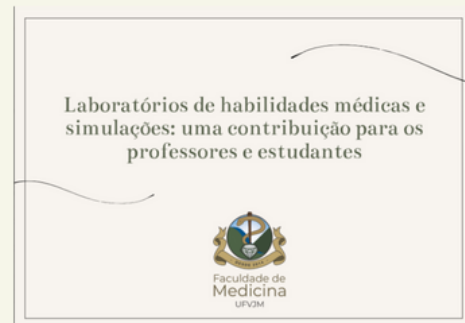 Laboratórios de habilidades médicas e
simulações: uma contribuição para os
professores e estudantes
Faculdade de
Medicina
UFVJM